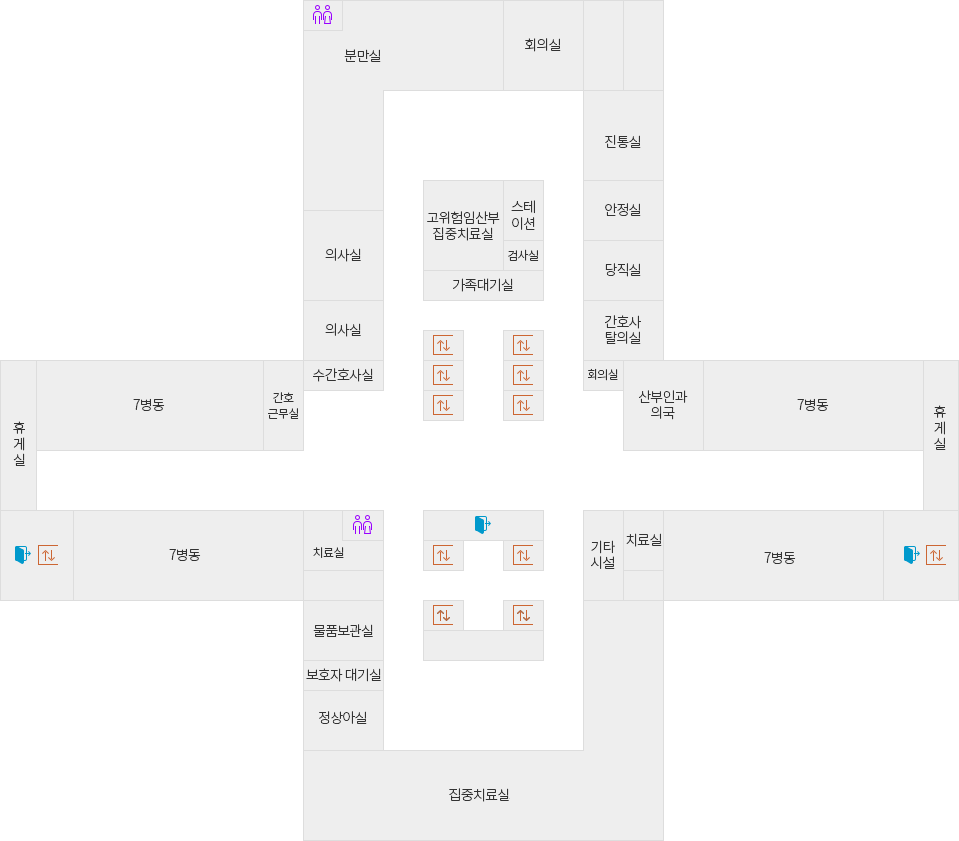 분만실
회의실
진통실
고위험임산부
집중치료실
스테
이션
안정실
의사실
검사실
당직실
가족대기실
의사실
간호사
탈의실
수간호사실
회의실
휴
게
실
7병동
간호
근무실
산부인과
의국
7병동
휴
게
실
7병동
치료실
기타
시설
치료실
7병동
물품보관실
보호자 대기실
정상아실
집중치료실